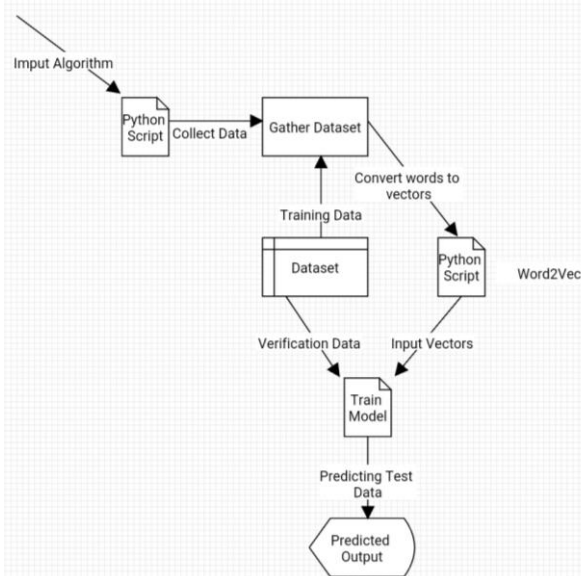 Imput Algorithm
Python
Script
Collect Data
Gather Dataset
Convert words to
vectors
Training Data
Dataset
Python
Script
Word2Vec
Verification Data
Input Vectors
Train
Model
Predicting Test
Data
Predicted
Output